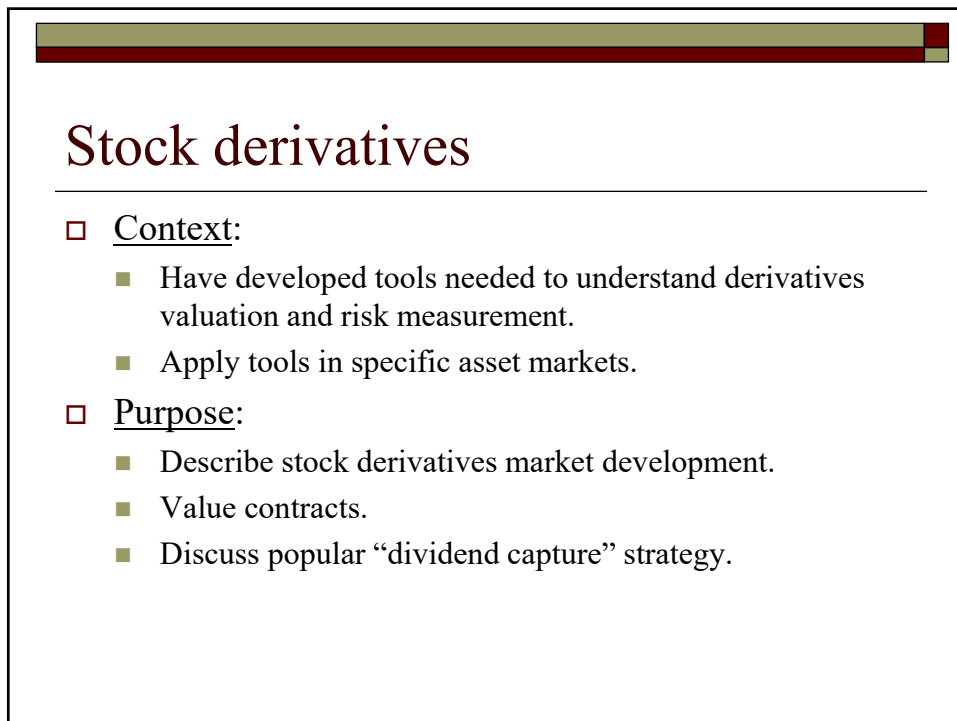 Stock derivatives
Context:
Have developed tools needed to understand derivatives
valuation and risk measurement.
Apply tools in specific asset markets.
Purpose:
Describe stock derivatives market development.
Value contracts.
Discuss popular “dividend capture” strategy.